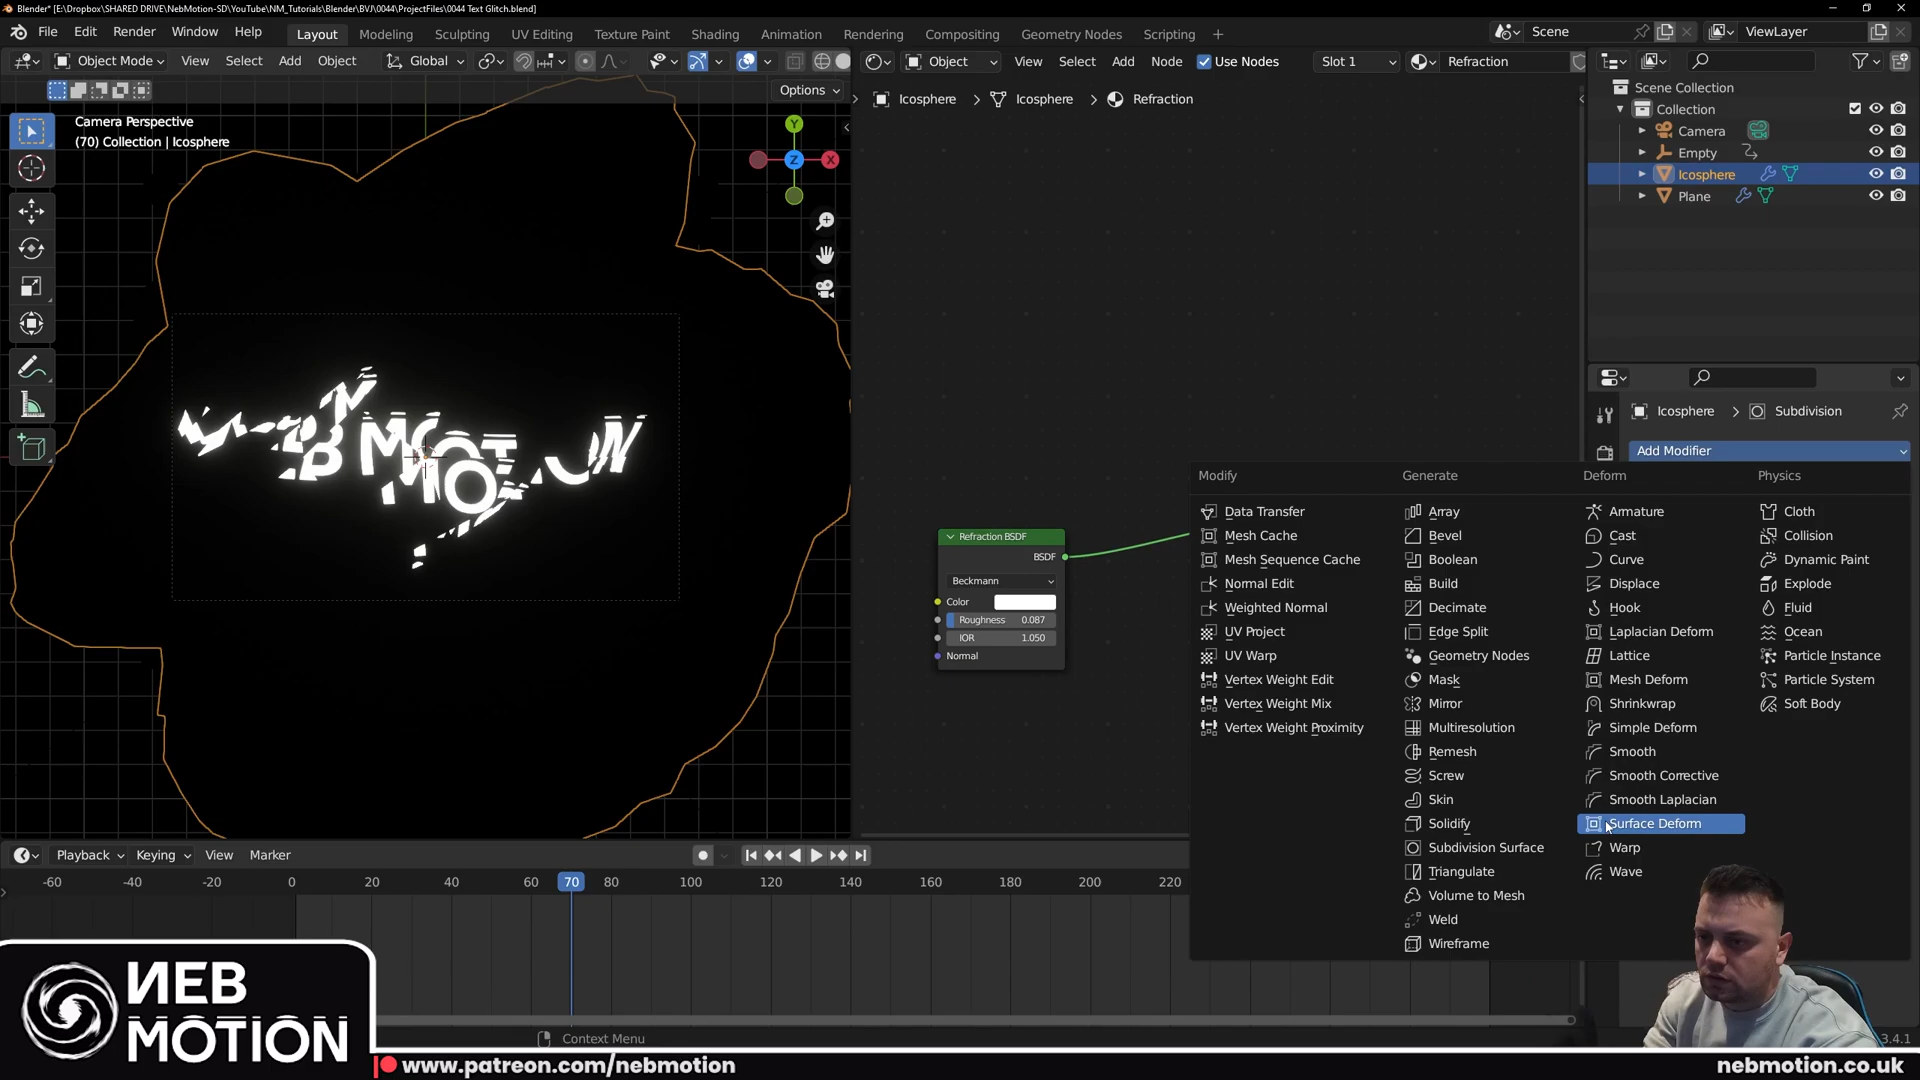 Blender* [E:\Dropbox\SHARED DRIVE\NebMotion-SD\YouTube\NM_Tutorials\Blender\BVJ\0044\ProjectFiles\0044 Text Glitch.blend]
File Edit Render Window Help Layout Modeling Sculpting UV Editing Texture Paint Shading Animation Rendering Compositing Geometry Nodes Scripting + Scene ViewLayer
Object Mode View Select Add Object Global Object View Select Add Node Use Nodes Slot 1 Refraction
Options
Icosphere > Icosphere > Refraction
Camera Perspective
(70) Collection | Icosphere
Y
Z
X
Scene Collection
Collection
Camera
Empty
Icosphere
Plane
Icosphere > Subdivision
Add Modifier
Refraction BSDF
BSDF
Beckmann
Color
Roughness 0.087
IOR 1.050
Normal
Modify
Data Transfer
Mesh Cache
Mesh Sequence Cache
Normal Edit
Weighted Normal
UV Project
UV Warp
Vertex Weight Edit
Vertex Weight Mix
Vertex Weight Proximity
Generate
Array
Bevel
Boolean
Build
Decimate
Edge Split
Geometry Nodes
Mask
Mirror
Multiresolution
Remesh
Screw
Skin
Solidify
Subdivision Surface
Triangulate
Volume to Mesh
Weld
Wireframe
Deform
Armature
Cast
Curve
Displace
Hook
Laplacian Deform
Lattice
Mesh Deform
Shrinkwrap
Simple Deform
Smooth
Smooth Corrective
Smooth Laplacian
Surface Deform
Warp
Wave
Physics
Cloth
Collision
Dynamic Paint
Explode
Fluid
Ocean
Particle Instance
Particle System
Soft Body
Playback Keying View Marker
-60 -40 -20 0 20 40 60 70 80 100 120 140 160 180 200 220
Context Menu
3.4.1
NEB
MOTION
www.patreon.com/nebmotion
nebmotion.co.uk